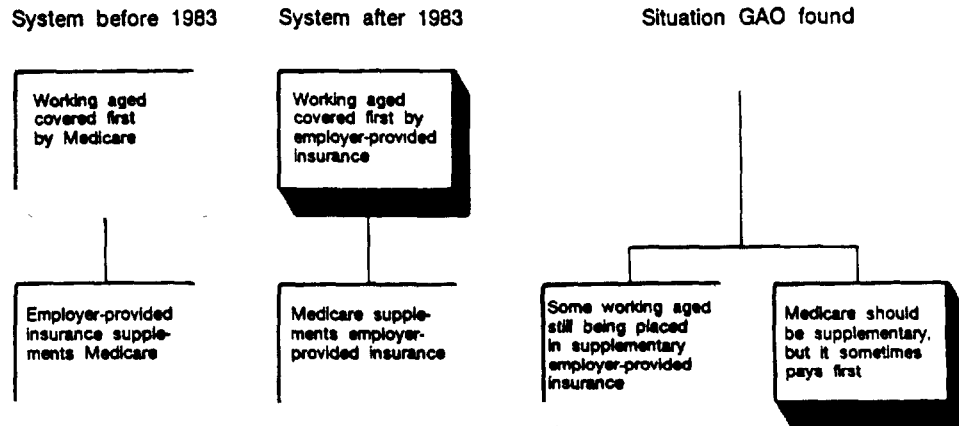 System before 1983
System after 1983
Situation GAO found
Working aged
covered first
by Medicare
Working aged
covered first by
employer-provided
insurance
Employer-provided
insurance supple-
ments Medicare
Medicare supple-
ments employer-
provided insurance
Some working aged
still being placed
in supplementary
employer-provided
insurance
Medicare should
be supplementary,
but it sometimes
pays first